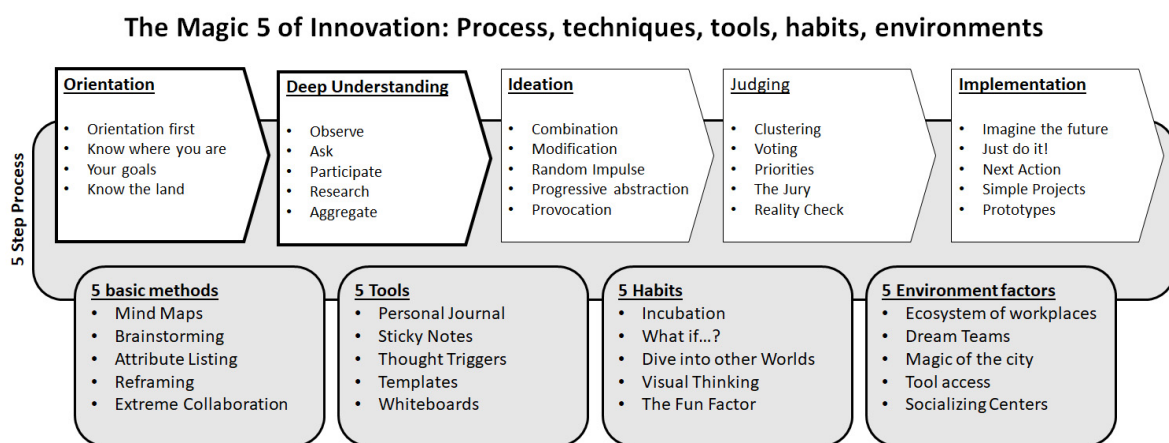 The Magic 5 of Innovation: Process, techniques, tools, habits, environments
5 Step Process
Orientation
• Orientation first
• Know where you are
• Your goals
• Know the land
Deep Understanding
• Observe
• Ask
• Participate
• Research
• Aggregate
Ideation
• Combination
• Modification
• Random Impulse
• Progressive abstraction
• Provocation
Judging
• Clustering
• Voting
• Priorities
• The Jury
• Reality Check
Implementation
• Imagine the future
• Just do it!
• Next Action
• Simple Projects
• Prototypes
5 basic methods
• Mind Maps
• Brainstorming
• Attribute Listing
• Reframing
• Extreme Collaboration
5 Tools
• Personal Journal
• Sticky Notes
• Thought Triggers
• Templates
• Whiteboards
5 Habits
• Incubation
• What if...?
• Dive into other Worlds
• Visual Thinking
• The Fun Factor
5 Environment factors
• Ecosystem of workplaces
• Dream Teams
• Magic of the city
• Tool access
• Socializing Centers